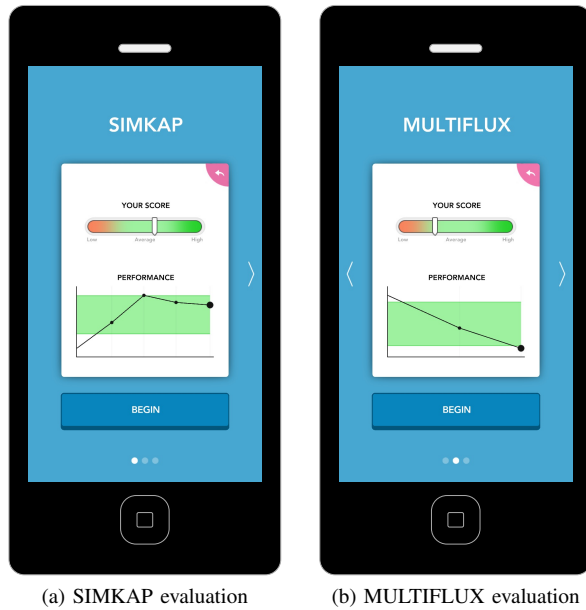 SIMKAP
YOUR SCORE
Low Average High
PERFORMANCE
BEGIN
(a) SIMKAP evaluation
MULTIFLUX
YOUR SCORE
Low Average High
PERFORMANCE
BEGIN
(b) MULTIFLUX evaluation